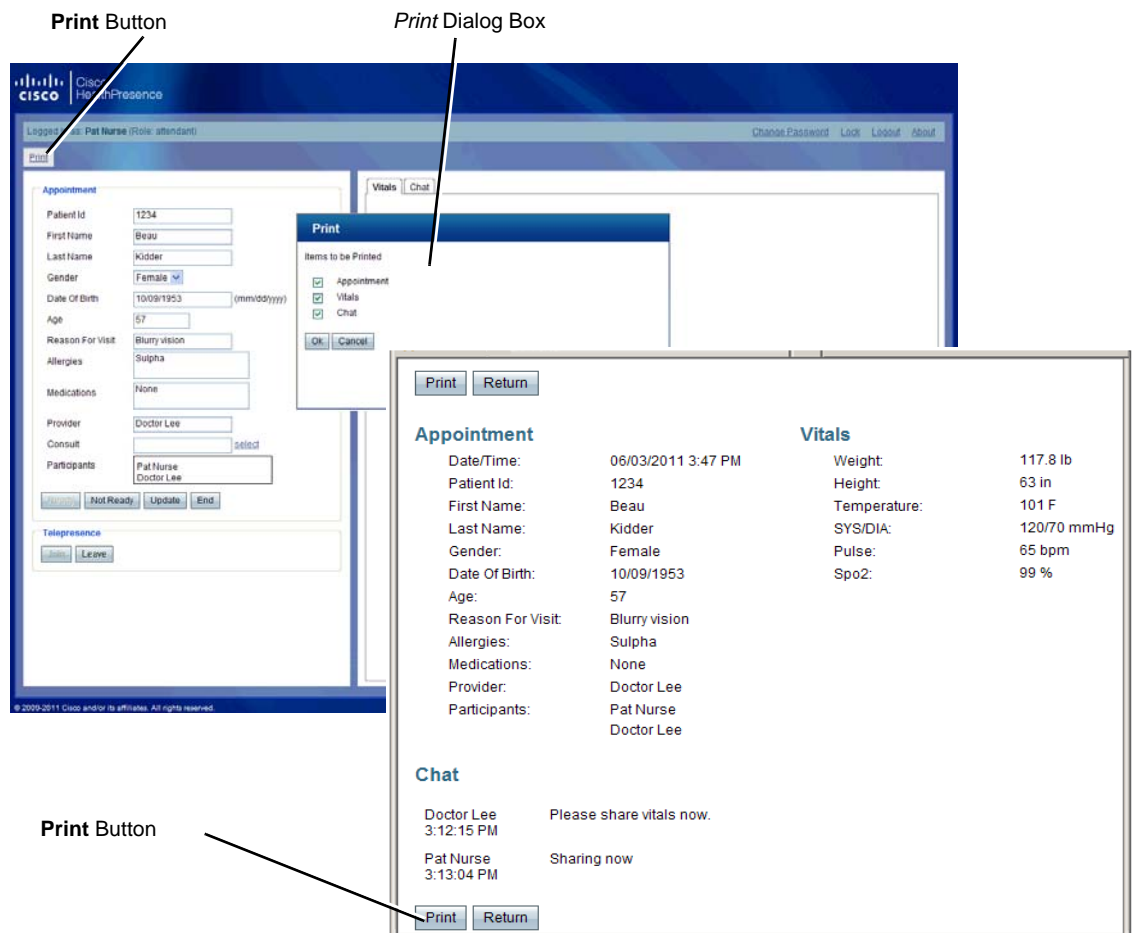 Print Button
Print Dialog Box
CISCO
Cisco
HealthPresence
Logged in as: Pat Nurse (Role: attendant)
Change Password Lock Logout About
Print
Appointment
Patient Id 1234
First Name Beau
Last Name Kidder
Gender Female
Date Of Birth 10/09/1953 (mm/dd/yyyy)
Age 57
Reason For Visit Blurry vision
Allergies Sulpha
Medications None
Provider Doctor Lee
Consult select
Participants Pat Nurse
Doctor Lee
Ready Not Ready Update End
Telepresence
Join Leave
Vitals Chat
Print
Items to be Printed
Appointment
Vitals
Chat
Ok Cancel
© 2009-2011 Cisco and/or its affiliates. All rights reserved.
Print Return
Appointment
Date/Time: 06/03/2011 3:47 PM
Patient Id: 1234
First Name: Beau
Last Name: Kidder
Gender: Female
Date Of Birth: 10/09/1953
Age: 57
Reason For Visit: Blurry vision
Allergies: Sulpha
Medications: None
Provider: Doctor Lee
Participants: Pat Nurse
Doctor Lee
Vitals
Weight: 117.8 lb
Height: 63 in
Temperature: 101 F
SYS/DIA: 120/70 mmHg
Pulse: 65 bpm
Spo2: 99 %
Chat
Doctor Lee Please share vitals now.
3:12:15 PM
Pat Nurse Sharing now
3:13:04 PM
Print Return
Print Button